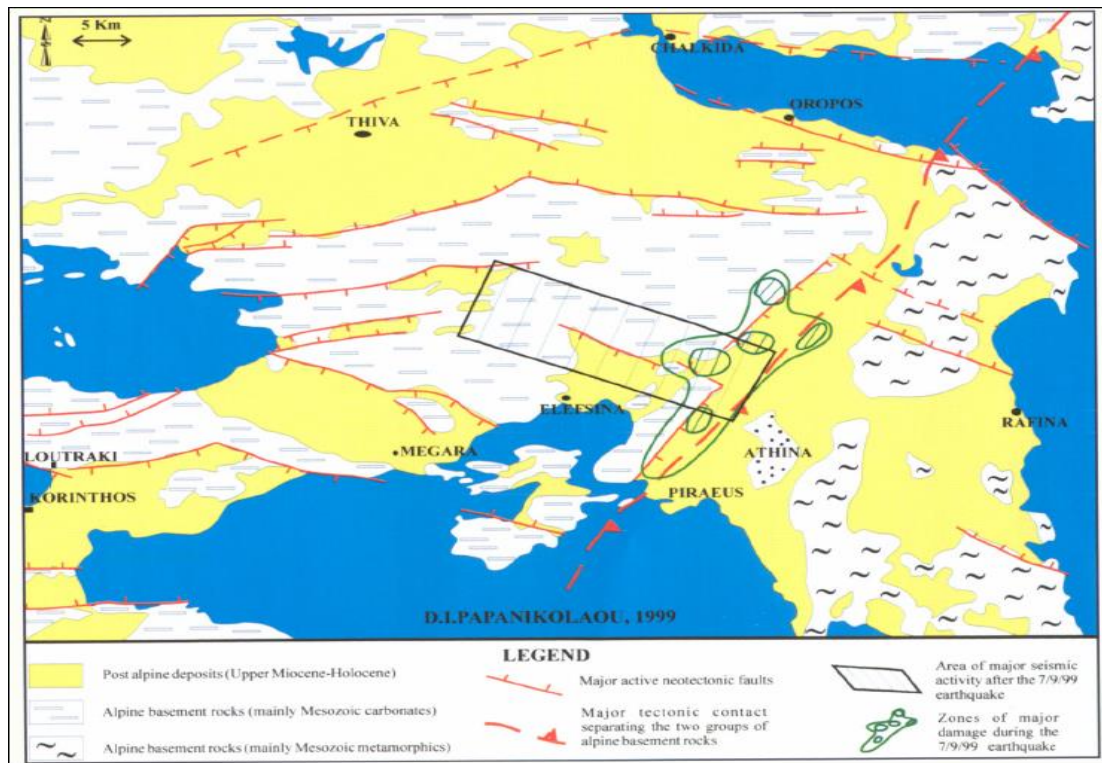 N
5 Km
CHALKIDA
OROPOS
THIVA
ELEFSINA
MEGARA
LOUTRAKI
KORINTHOS
ATHINA
RAFINA
PIRAEUS
D.I.PAPANIKOLAOU, 1999
LEGEND
Post alpine deposits (Upper Miocene-Holocene)
Alpine basement rocks (mainly Mesozoic carbonates)
Alpine basement rocks (mainly Mesozoic metamorphics)
Major active neotectonic faults
Major tectonic contact
separating the two groups of
alpine basement rocks
Area of major seismic
activity after the 7/9/99
earthquake
Zones of major
damage during the
7/9/99 earthquake